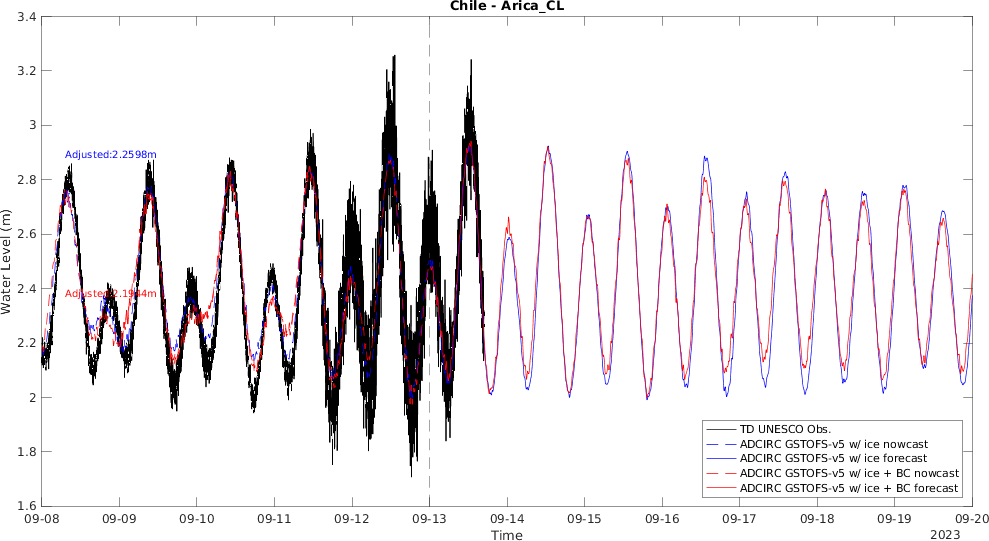 Chile - Arica_CL
3.4
3.2
3
2.8
2.6
2.4
2.2
2
1.8
1.6
Water Level (m)
Adjusted:2.2598m
Adjusted:2.1944m
TD UNESCO Obs.
ADCIRC GSTOFS-v5 w/ ice nowcast
ADCIRC GSTOFS-v5 w/ ice forecast
ADCIRC GSTOFS-v5 w/ ice + BC nowcast
ADCIRC GSTOFS-v5 w/ ice + BC forecast
09-08 09-09 09-10 09-11 09-12 09-13 09-14 09-15 09-16 09-17 09-18 09-19 09-20
Time
2023